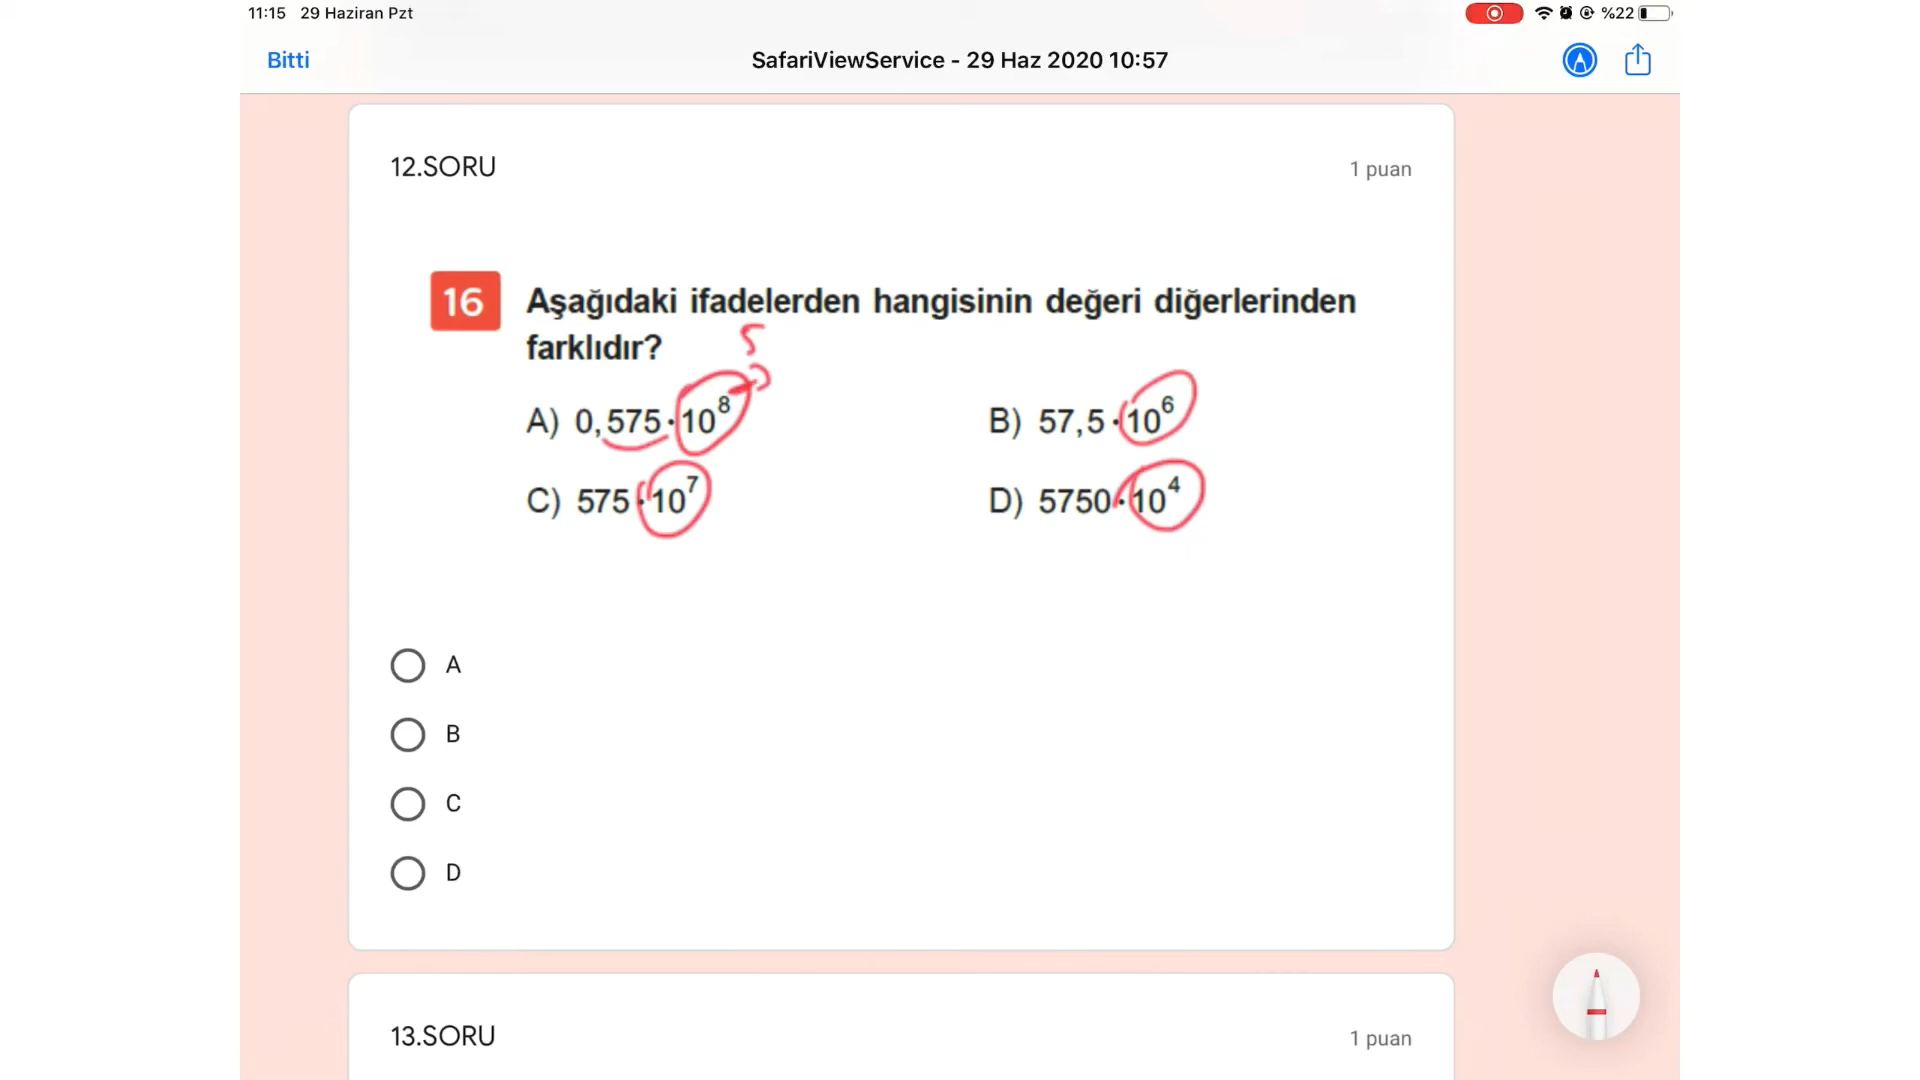 11:15 29 Haziran Pzt %22
Bitti SafariViewService - 29 Haz 2020 10:57
12.SORU 1 puan
16 Aşağıdaki ifadelerden hangisinin değeri diğerlerinden
farklıdır?
5
A) 0,575·10⁸ B) 57,5·10⁶
C) 575·10⁷ D) 5750·10⁴
A
B
C
D
13.SORU 1 puan